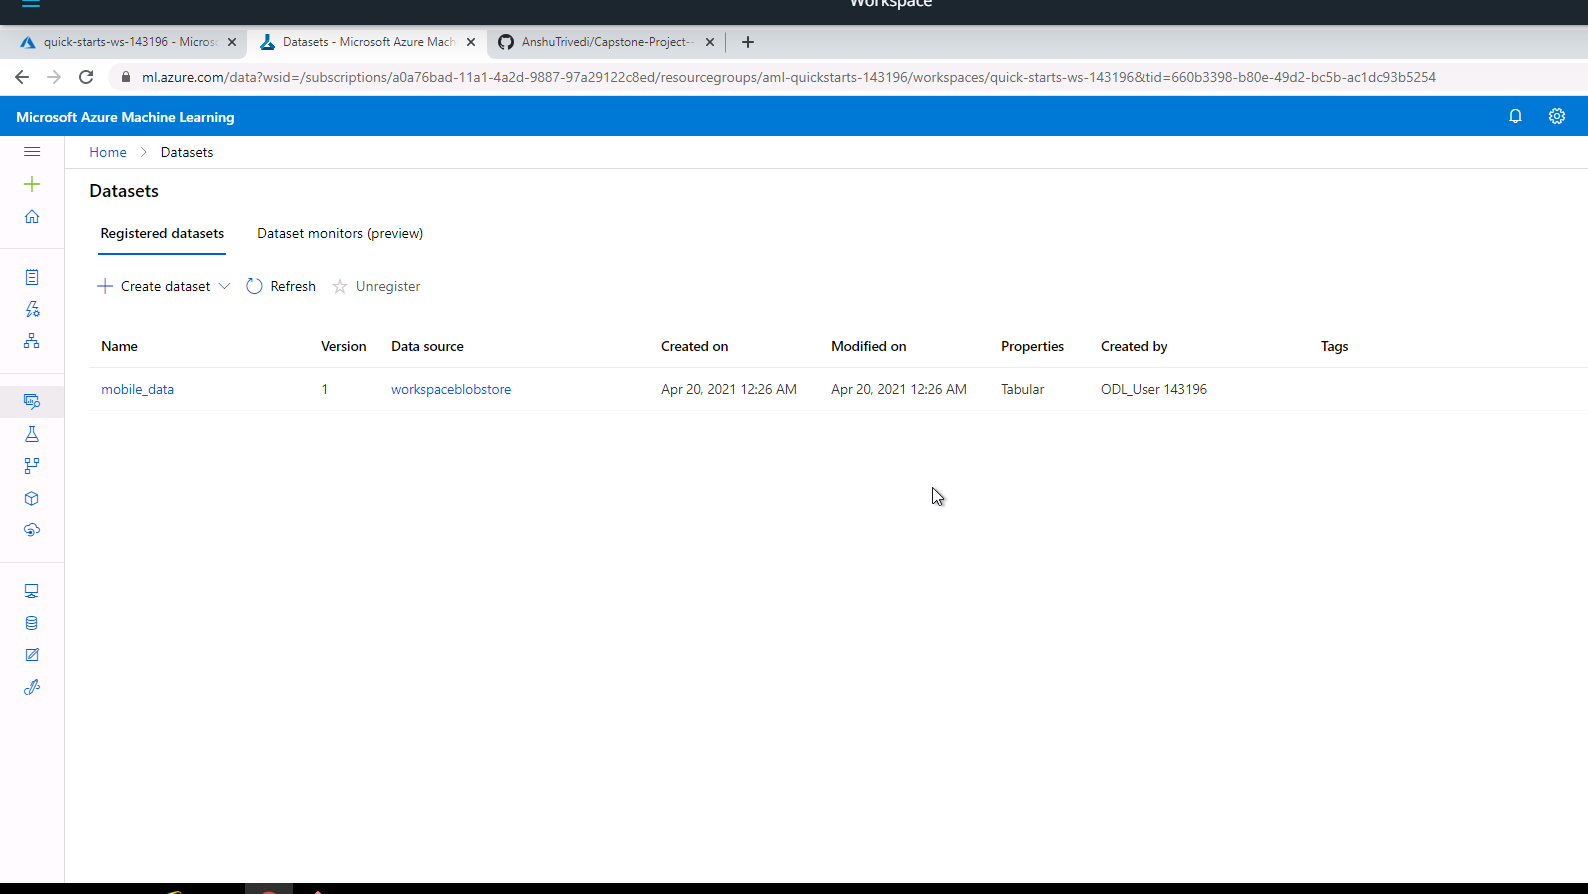 Workspace
quick-starts-ws-143196 - Micros
Datasets - Microsoft Azure Mach
AnshuTrivedi/Capstone-Project--
ml.azure.com/data?wsid=/subscriptions/a0a76bad-11a1-4a2d-9887-97a29122c8ed/resourcegroups/aml-quickstarts-143196/workspaces/quick-starts-ws-143196&tid=660b3398-b80e-49d2-bc5b-ac1dc93b5254
Microsoft Azure Machine Learning
Home > Datasets
Datasets
Registered datasets Dataset monitors (preview)
Create dataset Refresh Unregister
Name Version Data source Created on Modified on Properties Created by Tags
mobile_data 1 workspaceblobstore Apr 20, 2021 12:26 AM Apr 20, 2021 12:26 AM Tabular ODL_User 143196